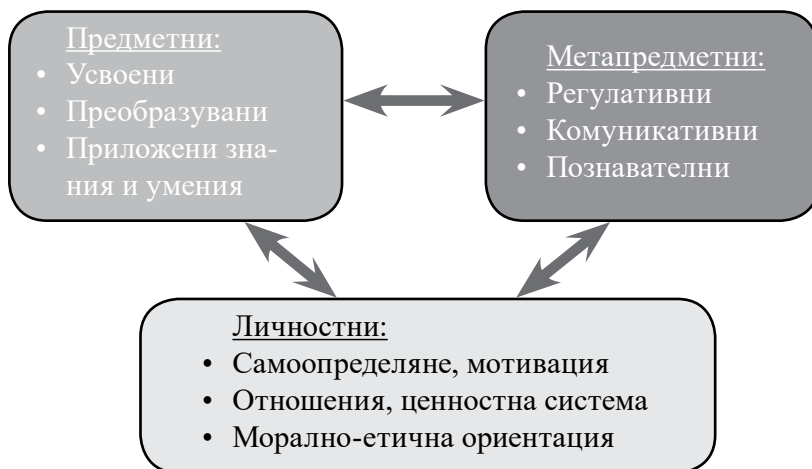 Предметни:
• Усвоени
• Преобразувани
• Приложени зна-
ния и умения
Метапредметни:
• Регулативни
• Комуникативни
• Познавателни
Личностни:
• Самоопределяне, мотивация
• Отношения, ценностна система
• Морално-етична ориентация